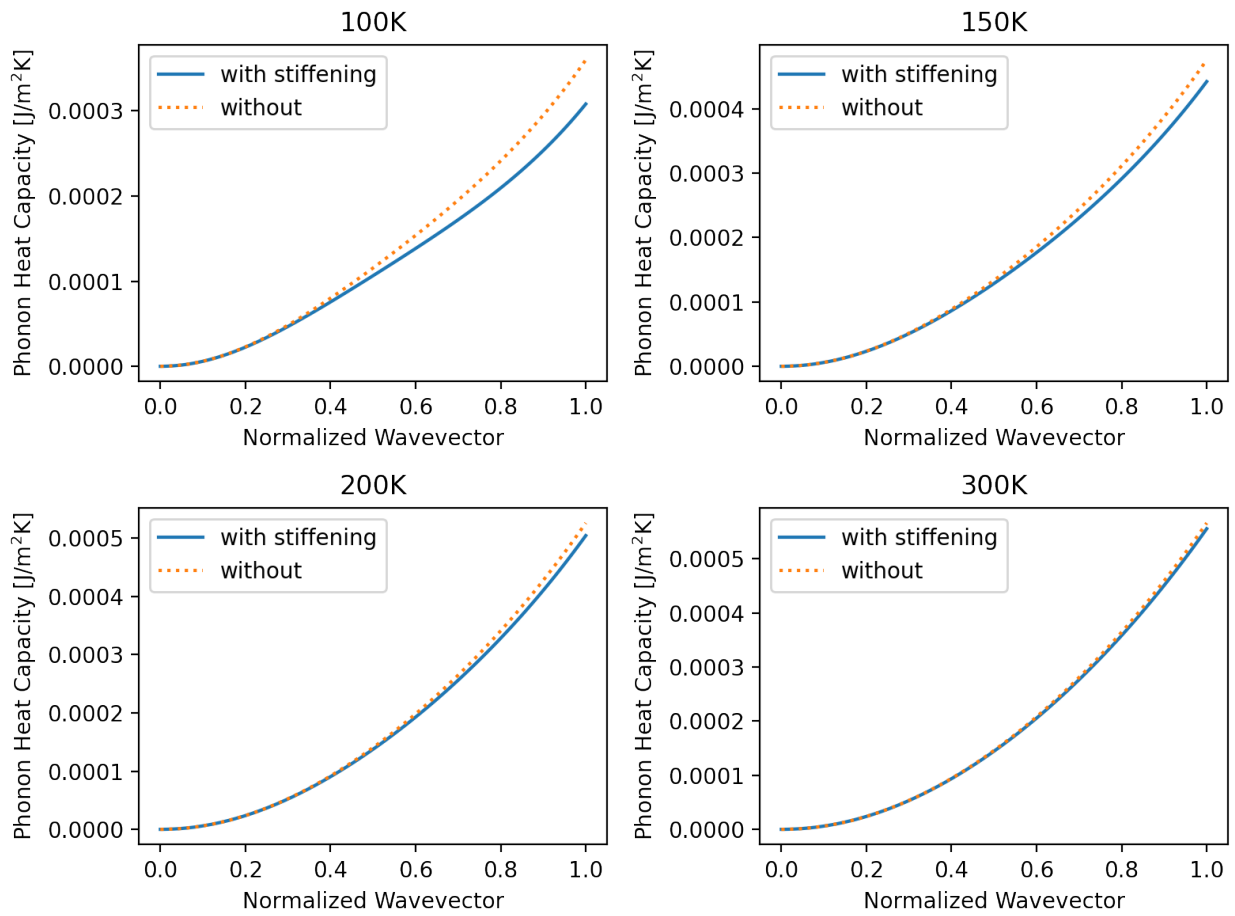 100K
Phonon Heat Capacity [J/m²K]
with stiffening
without
0.0003
0.0002
0.0001
0.0000
0.0 0.2 0.4 0.6 0.8 1.0
Normalized Wavevector
150K
Phonon Heat Capacity [J/m²K]
with stiffening
without
0.0004
0.0003
0.0002
0.0001
0.0000
0.0 0.2 0.4 0.6 0.8 1.0
Normalized Wavevector
200K
Phonon Heat Capacity [J/m²K]
with stiffening
without
0.0005
0.0004
0.0003
0.0002
0.0001
0.0000
0.0 0.2 0.4 0.6 0.8 1.0
Normalized Wavevector
300K
Phonon Heat Capacity [J/m²K]
with stiffening
without
0.0005
0.0004
0.0003
0.0002
0.0001
0.0000
0.0 0.2 0.4 0.6 0.8 1.0
Normalized Wavevector